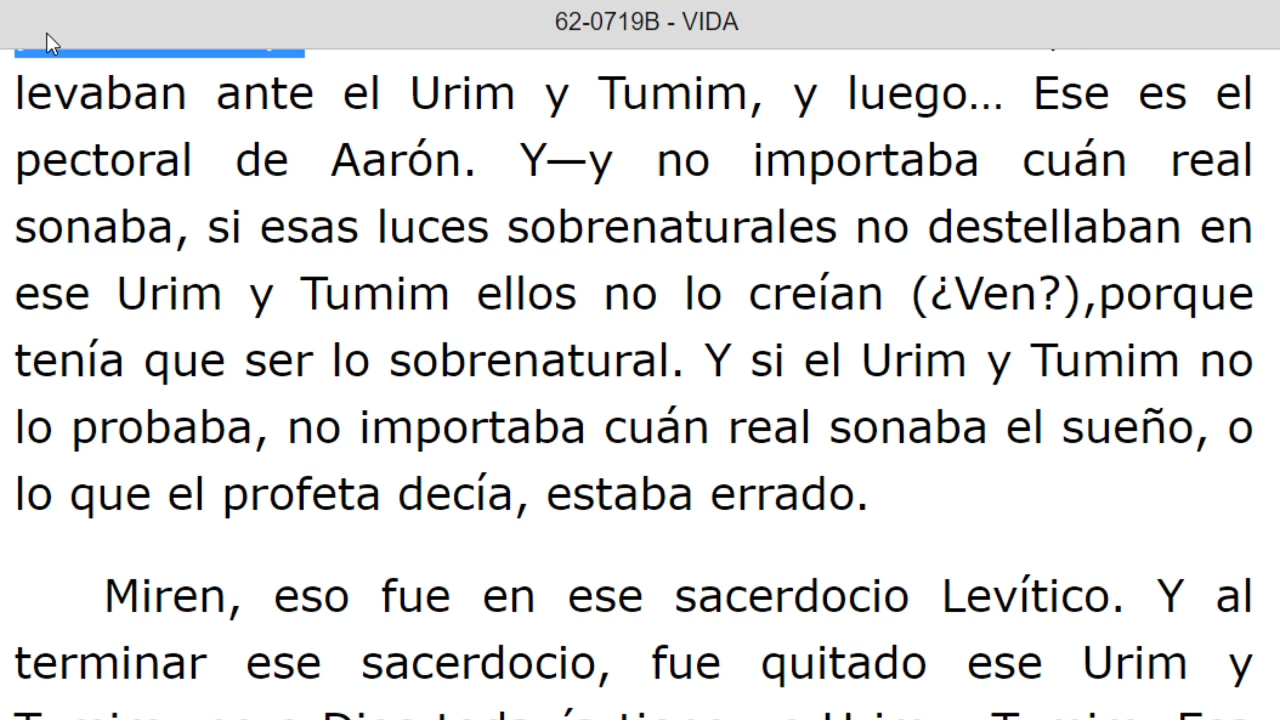 62-0719B - VIDA
levaban ante el Urim y Tumim, y luego… Ese es el
pectoral de Aarón. Y—y no importaba cuán real
sonaba, si esas luces sobrenaturales no destellaban en
ese Urim y Tumim ellos no lo creían (¿Ven?),porque
tenía que ser lo sobrenatural. Y si el Urim y Tumim no
lo probaba, no importaba cuán real sonaba el sueño, o
lo que el profeta decía, estaba errado.
Miren, eso fue en ese sacerdocio Levítico. Y al
terminar ese sacerdocio, fue quitado ese Urim y